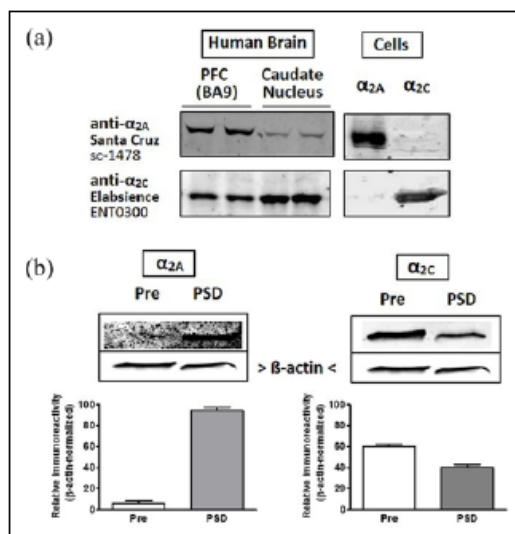 (a)
Human Brain
Cells
PFC
(BA9)
Caudate
Nucleus
α2A
α2C
anti-α2A
Santa Cruz
sc-1478
anti-α2C
Elabsience
ENT0300
(b)
α2A
Pre
PSD
α2C
Pre
PSD
> ß-actin <
Relative Immunoreactivity
(β-actin-normalized)
100
80
60
40
20
0
Pre
PSD
Relative Immunoreactivity
(β-actin-normalized)
100
80
60
40
20
0
Pre
PSD